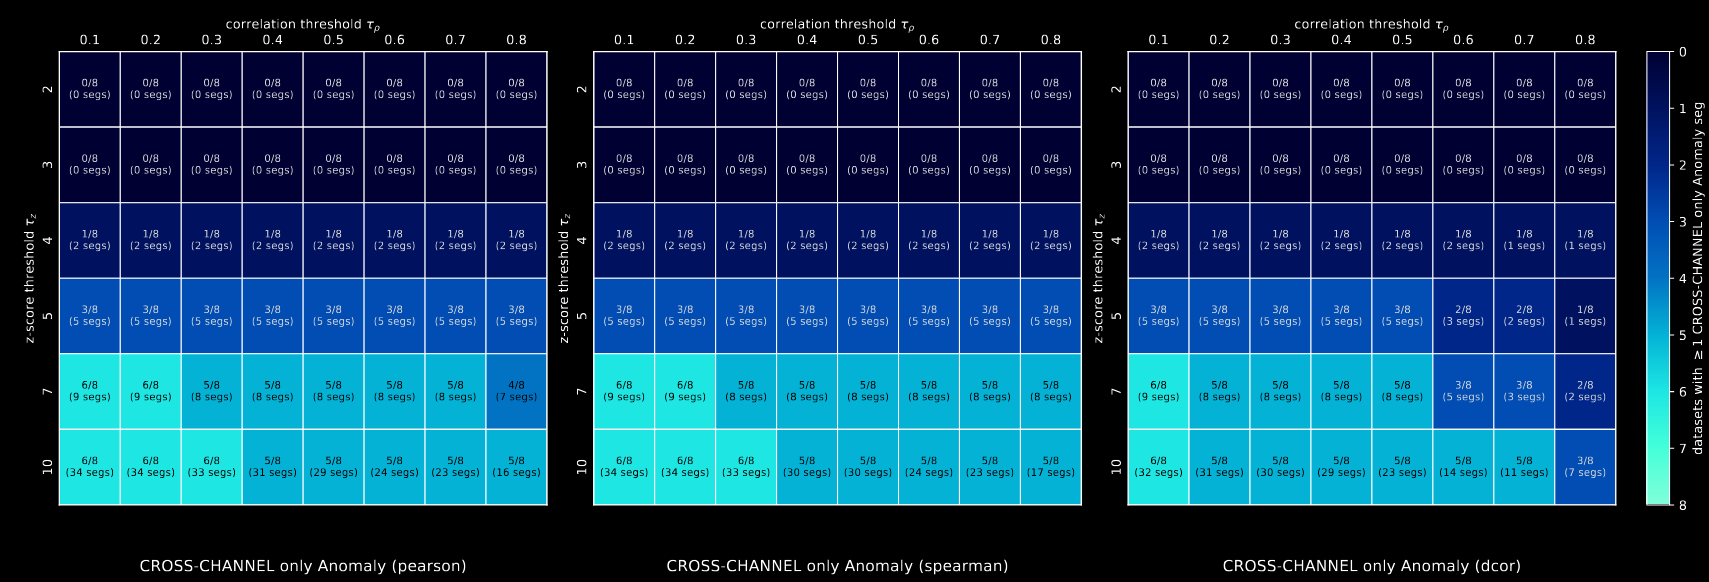 correlation threshold τρ
0.1 0.2 0.3 0.4 0.5 0.6 0.7 0.8
z-score threshold τz
2
0/8 0/8 0/8 0/8 0/8 0/8 0/8 0/8
(0 segs) (0 segs) (0 segs) (0 segs) (0 segs) (0 segs) (0 segs) (0 segs)
3
0/8 0/8 0/8 0/8 0/8 0/8 0/8 0/8
(0 segs) (0 segs) (0 segs) (0 segs) (0 segs) (0 segs) (0 segs) (0 segs)
4
1/8 1/8 1/8 1/8 1/8 1/8 1/8 1/8
(2 segs) (2 segs) (2 segs) (2 segs) (2 segs) (2 segs) (2 segs) (2 segs)
5
3/8 3/8 3/8 3/8 3/8 3/8 3/8 3/8
(5 segs) (5 segs) (5 segs) (5 segs) (5 segs) (5 segs) (5 segs) (5 segs)
7
6/8 6/8 5/8 5/8 5/8 5/8 5/8 4/8
(9 segs) (9 segs) (8 segs) (8 segs) (8 segs) (8 segs) (8 segs) (7 segs)
10
6/8 6/8 6/8 5/8 5/8 5/8 5/8 5/8
(34 segs) (34 segs) (33 segs) (31 segs) (29 segs) (24 segs) (23 segs) (16 segs)
CROSS-CHANNEL only Anomaly (pearson)
correlation threshold τρ
0.1 0.2 0.3 0.4 0.5 0.6 0.7 0.8
z-score threshold τz
2
0/8 0/8 0/8 0/8 0/8 0/8 0/8 0/8
(0 segs) (0 segs) (0 segs) (0 segs) (0 segs) (0 segs) (0 segs) (0 segs)
3
0/8 0/8 0/8 0/8 0/8 0/8 0/8 0/8
(0 segs) (0 segs) (0 segs) (0 segs) (0 segs) (0 segs) (0 segs) (0 segs)
4
1/8 1/8 1/8 1/8 1/8 1/8 1/8 1/8
(2 segs) (2 segs) (2 segs) (2 segs) (2 segs) (2 segs) (2 segs) (2 segs)
5
3/8 3/8 3/8 3/8 3/8 3/8 3/8 3/8
(5 segs) (5 segs) (5 segs) (5 segs) (5 segs) (5 segs) (5 segs) (5 segs)
7
6/8 6/8 5/8 5/8 5/8 5/8 5/8 5/8
(9 segs) (9 segs) (8 segs) (8 segs) (8 segs) (8 segs) (8 segs) (8 segs)
10
6/8 6/8 6/8 5/8 5/8 5/8 5/8 5/8
(34 segs) (34 segs) (33 segs) (30 segs) (30 segs) (24 segs) (23 segs) (17 segs)
CROSS-CHANNEL only Anomaly (spearman)
correlation threshold τρ
0.1 0.2 0.3 0.4 0.5 0.6 0.7 0.8
z-score threshold τz
2
0/8 0/8 0/8 0/8 0/8 0/8 0/8 0/8
(0 segs) (0 segs) (0 segs) (0 segs) (0 segs) (0 segs) (0 segs) (0 segs)
3
0/8 0/8 0/8 0/8 0/8 0/8 0/8 0/8
(0 segs) (0 segs) (0 segs) (0 segs) (0 segs) (0 segs) (0 segs) (0 segs)
4
1/8 1/8 1/8 1/8 1/8 1/8 1/8 1/8
(2 segs) (2 segs) (2 segs) (2 segs) (2 segs) (2 segs) (1 segs) (1 segs)
5
3/8 3/8 3/8 3/8 3/8 2/8 2/8 1/8
(5 segs) (5 segs) (5 segs) (5 segs) (5 segs) (3 segs) (2 segs) (1 segs)
7
6/8 5/8 5/8 5/8 5/8 3/8 3/8 2/8
(9 segs) (8 segs) (8 segs) (8 segs) (8 segs) (5 segs) (3 segs) (2 segs)
10
6/8 5/8 5/8 5/8 5/8 5/8 5/8 3/8
(32 segs) (31 segs) (30 segs) (29 segs) (23 segs) (14 segs) (11 segs) (7 segs)
CROSS-CHANNEL only Anomaly (dcor)
0
1
2
3
4
5
6
7
8
datasets with ≥ 1 CROSS-CHANNEL only Anomaly seg